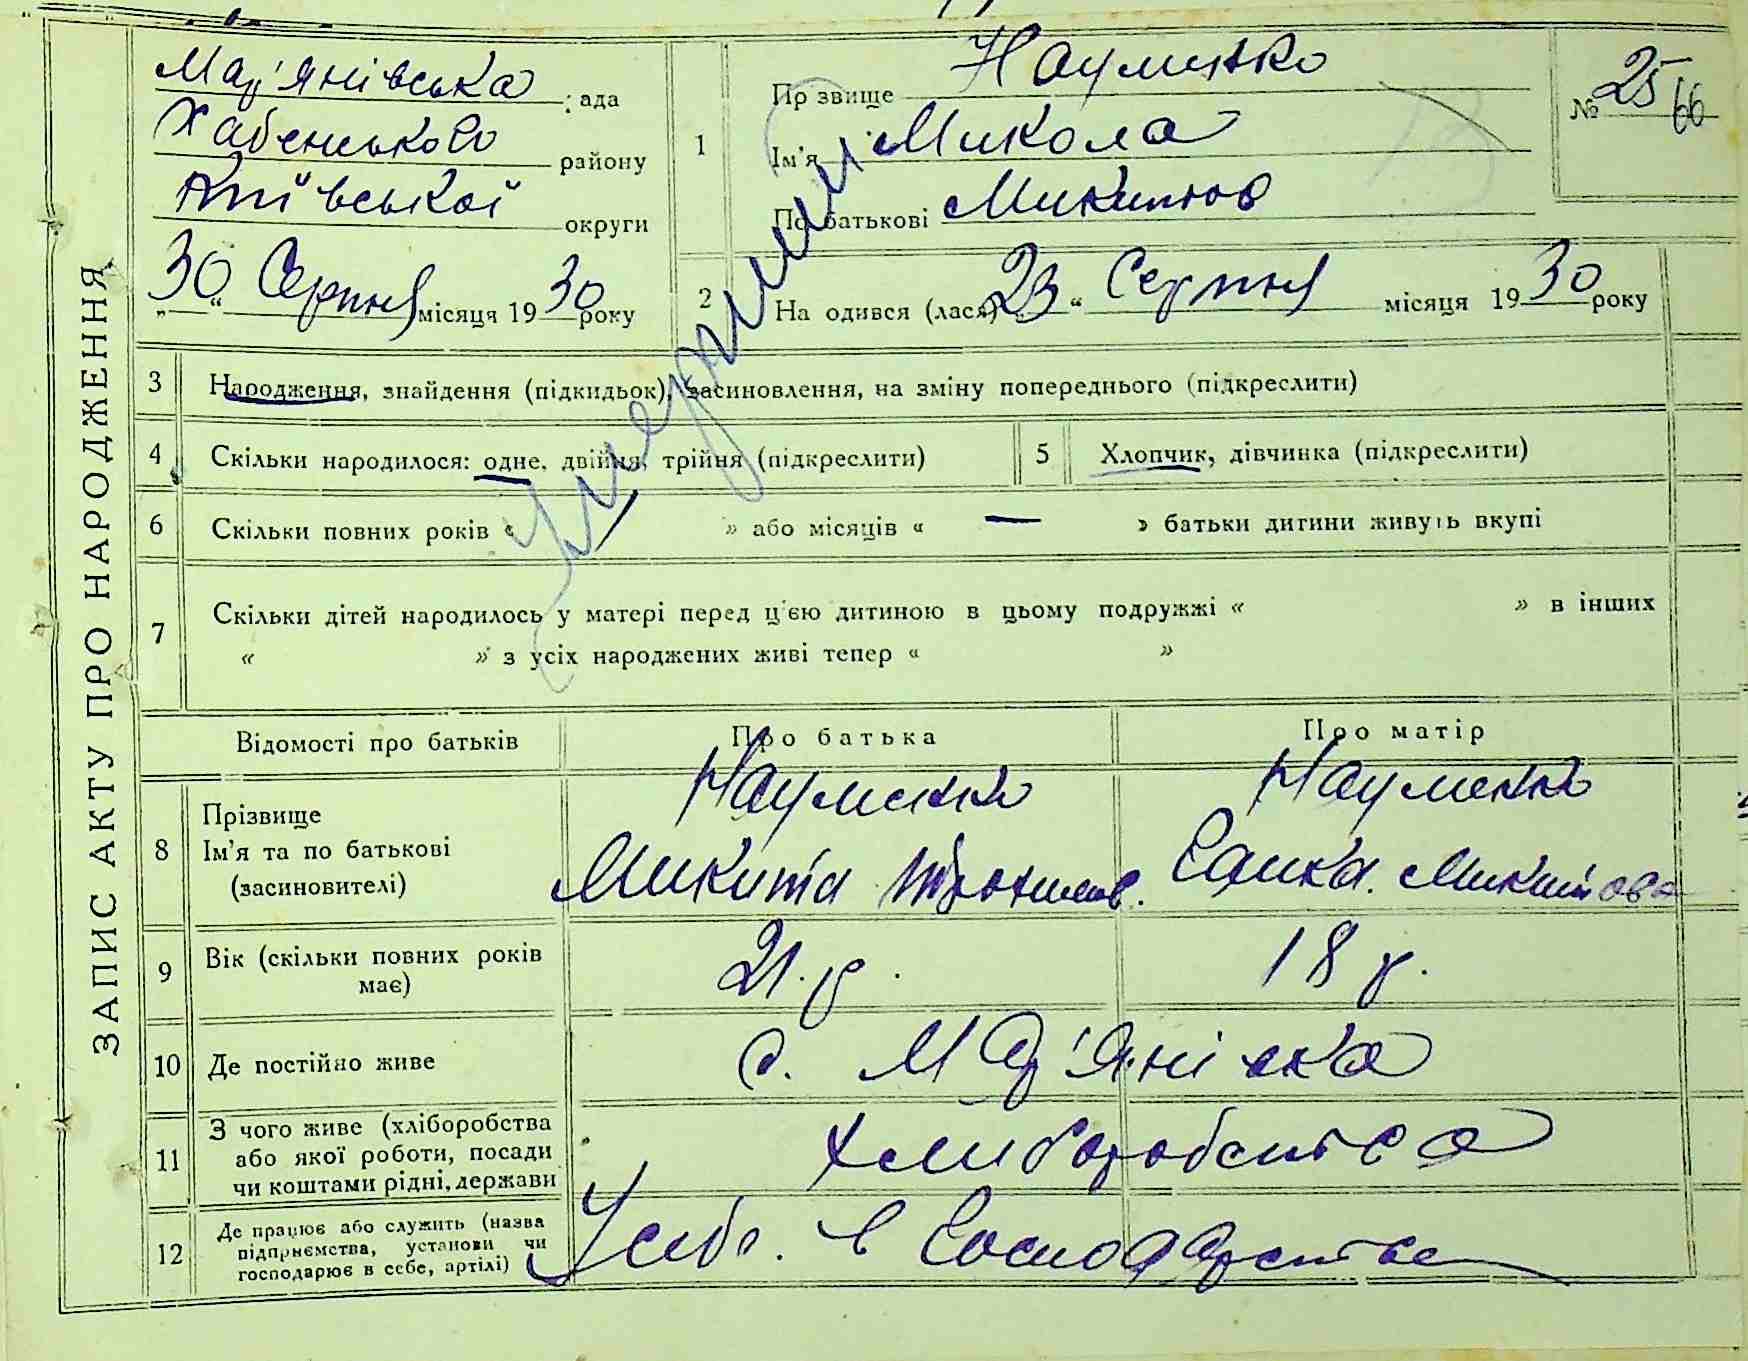 ЗАПИС АКТУ ПРО НАРОДЖЕННЯ
Мар'янівська рада
Хабенського району
Київської округи
„30“ Серпня місяця 1930 року
1
Прізвище Науменко
Ім'я Микола
По батькові Микитов
№ 25/66
2 Народився (лася) „23“ Серпня місяця 1930 року
3 Народження, знайдення (підкидьок), засиновлення, на зміну попереднього (підкреслити)
4 Скільки народилося: одне, двійня, трійня (підкреслити)
5 Хлопчик, дівчинка (підкреслити)
6 Скільки повних років « — » або місяців « — » батьки дитини живуть вкупі
7 Скільки дітей народилось у матері перед цією дитиною в цьому подружжі « » в інших
« » з усіх народжених живі тепер « »
Відомості про батьків Про батька Про матір
8 Прізвище
Ім'я та по батькові
(засиновителі)
Науменко
Микита
Науменко
9 Вік (скільки повних років
має)
21 р.
18 р.
10 Де постійно живе
с. Мар'янівка
11 З чого живе (хліборобства
або якої роботи, посади
чи коштами рідні, держави
Хлиборобства
12 Де працює або служить (назва
підприємства, установи чи
господарює в себе, артілі)
У себе в господарстве